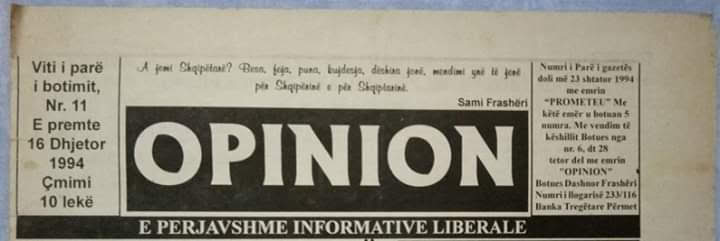 Viti i parë
i botimit,
Nr. 11
E premte
16 Dhjetor
1994
Çmimi
10 lekë
A jemi Shqipëtarë? Besa, feja, puna, kujdesja, dëshira jonë, mendimi ynë të jenë
për Shqipërinë e për Shqiptarinë.
Sami Frashëri
OPINION
E PERJAVSHME INFORMATIVE LIBERALE
Numri i Parë i gazetës
doli më 23 shtator 1994
me emrin
"PROMETEU" Me
këtë emër u botuan 5
numra. Me vendim të
këshillit Botues nga
nr. 6, dt 28
tetor del me emrin
"OPINION"
Botues Dashnor Frashëri
Numri i llogarisë 233/116
Banka Tregëtare Përmet